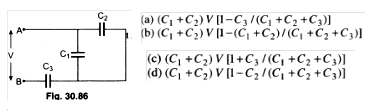 C₂
A
C₁
V
C₃
B
Fig. 30.86
(a) (C₁ + C₂) V [1 − C₃ / (C₁ + C₂ + C₃)]
(b) (C₁ + C₂) V [1 − (C₁ + C₂) / (C₁ + C₂ + C₃)]
(c) (C₁ + C₂) V [1 + C₃ / (C₁ + C₂ + C₃)]
(d) (C₁ + C₂) V [1 − C₂ / (C₁ + C₂ + C₃)]